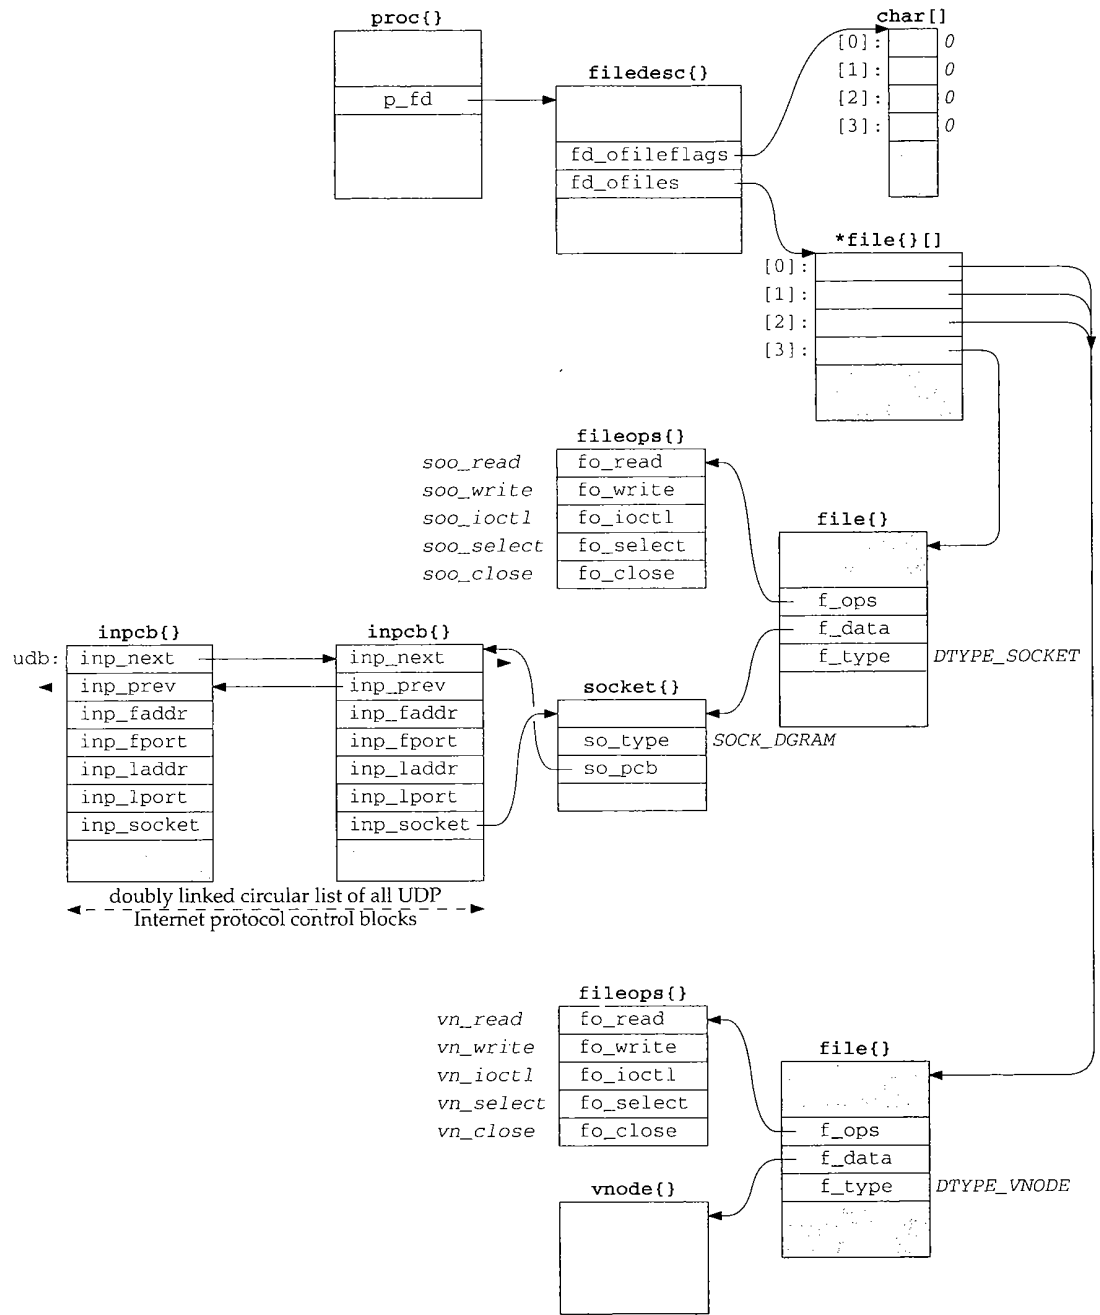 proc{}
p_fd
filedesc{}
fd_ofileflags
fd_ofiles
char[]
[0]: 0
[1]: 0
[2]: 0
[3]: 0
*file{}[]
[0]:
[1]:
[2]:
[3]:
fileops{}
soo_read fo_read
soo_write fo_write
soo_ioctl fo_ioctl
soo_select fo_select
soo_close fo_close
file{}
f_ops
f_data
f_type DTYPE_SOCKET
inpcb{}
udb: inp_next
inp_prev
inp_faddr
inp_fport
inp_laddr
inp_lport
inp_socket
inpcb{}
inp_next
inp_prev
inp_faddr
inp_fport
inp_laddr
inp_lport
inp_socket
socket{}
so_type SOCK_DGRAM
so_pcb
doubly linked circular list of all UDP
Internet protocol control blocks
fileops{}
vn_read fo_read
vn_write fo_write
vn_ioctl fo_ioctl
vn_select fo_select
vn_close fo_close
file{}
f_ops
f_data
f_type DTYPE_VNODE
vnode{}